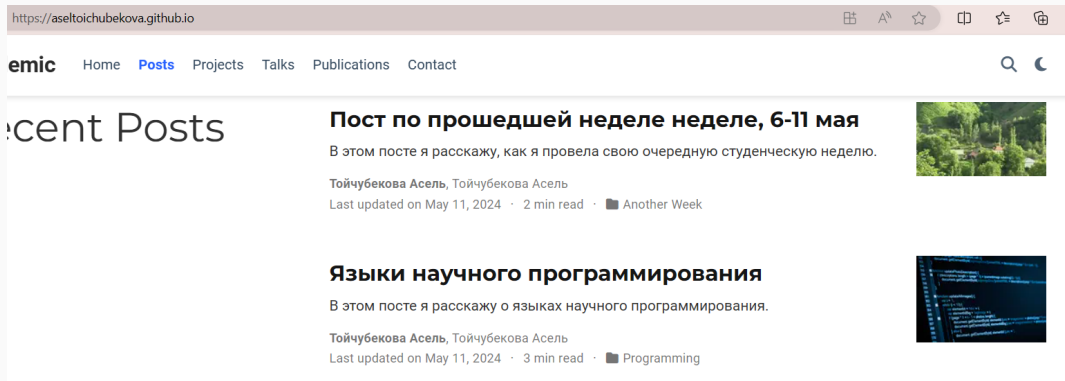 https://aseltoichubekova.github.io
emic Home Posts Projects Talks Publications Contact
ecent Posts
Пост по прошедшей неделе неделе, 6-11 мая
В этом посте я расскажу, как я провела свою очередную студенческую неделю.
Тойчубекова Асель, Тойчубекова Асель
Last updated on May 11, 2024 · 2 min read · Another Week
Языки научного программирования
В этом посте я расскажу о языках научного программирования.
Тойчубекова Асель, Тойчубекова Асель
Last updated on May 11, 2024 · 3 min read · Programming